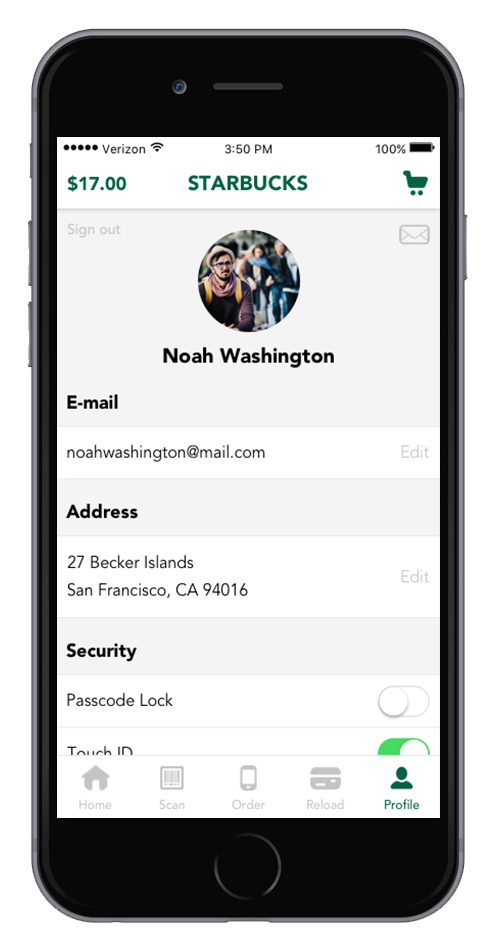 Verizon 3:50 PM 100%
$17.00 STARBUCKS
Sign out
Noah Washington
E-mail
noahwashington@mail.com Edit
Address
27 Becker Islands
San Francisco, CA 94016
Edit
Security
Passcode Lock
Touch ID
Home Scan Order Reload Profile